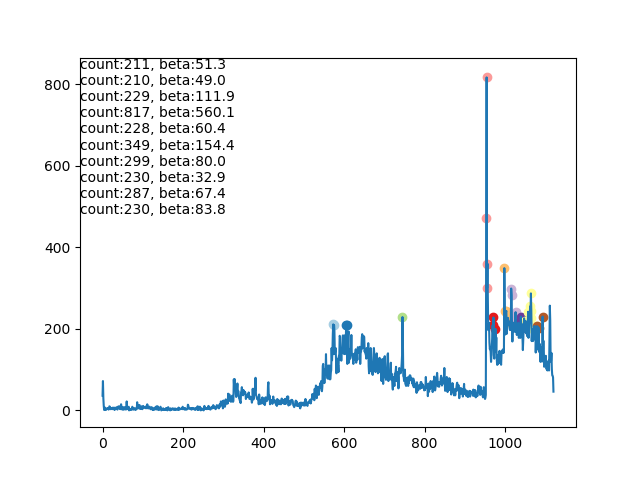 count:211, beta:51.3
count:210, beta:49.0
count:229, beta:111.9
count:817, beta:560.1
count:228, beta:60.4
count:349, beta:154.4
count:299, beta:80.0
count:230, beta:32.9
count:287, beta:67.4
count:230, beta:83.8
800
600
400
200
0
0 200 400 600 800 1000